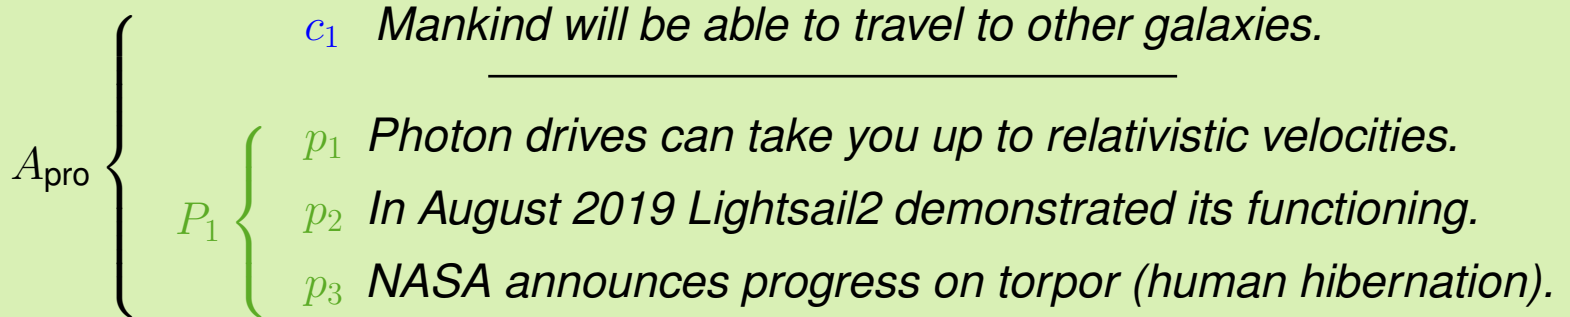 c₁ Mankind will be able to travel to other galaxies.
p₁ Photon drives can take you up to relativistic velocities.
A_pro
P₁ p₂ In August 2019 Lightsail2 demonstrated its functioning.
p₃ NASA announces progress on torpor (human hibernation).